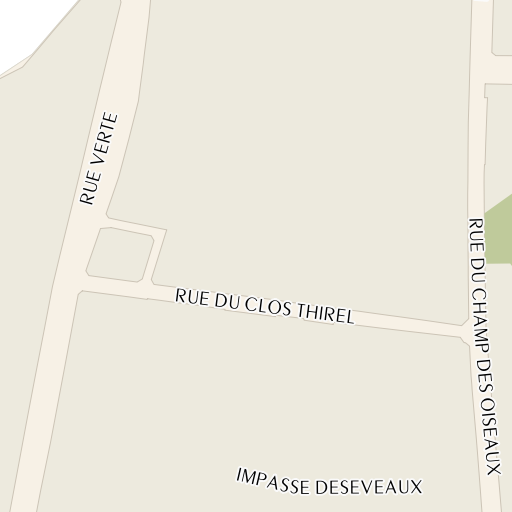 RUE VERTE
RUE DU CLOS THIREL
RUE DU CHAMP DES OISEAUX
IMPASSE DESEVEAUX